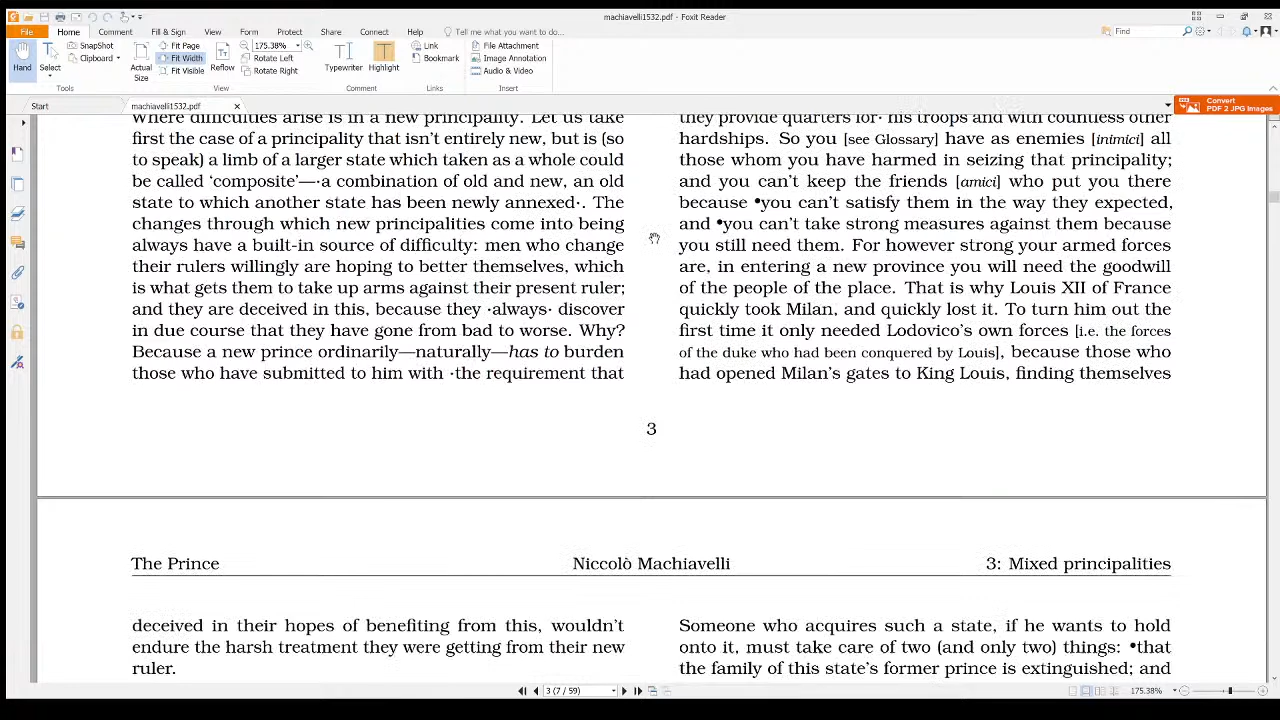 machiavelli1532.pdf - Foxit Reader
File
Home
Comment
Fill & Sign
View
Form
Protect
Share
Connect
Help
Tell me what you want to do...
Find
Hand
Select
SnapShot
Clipboard
Tools
Actual
Size
Fit Page
Fit Width
Fit Visible
Reflow
175.38%
Rotate Left
Rotate Right
View
Typewriter
Highlight
Comment
Link
Bookmark
Links
File Attachment
Image Annotation
Audio & Video
Insert
Start
machiavelli1532.pdf
Convert
PDF 2 JPG Images
where difficulties arise is in a new principality. Let us take
first the case of a principality that isn't entirely new, but is (so
to speak) a limb of a larger state which taken as a whole could
be called ‘composite’—·a combination of old and new, an old
state to which another state has been newly annexed·. The
changes through which new principalities come into being
always have a built-in source of difficulty: men who change
their rulers willingly are hoping to better themselves, which
is what gets them to take up arms against their present ruler;
and they are deceived in this, because they ·always· discover
in due course that they have gone from bad to worse. Why?
Because a new prince ordinarily—naturally—has to burden
those who have submitted to him with ·the requirement that
they provide quarters for· his troops and with countless other
hardships. So you [see Glossary] have as enemies [inimici] all
those whom you have harmed in seizing that principality;
and you can't keep the friends [amici] who put you there
because •you can't satisfy them in the way they expected,
and •you can't take strong measures against them because
you still need them. For however strong your armed forces
are, in entering a new province you will need the goodwill
of the people of the place. That is why Louis XII of France
quickly took Milan, and quickly lost it. To turn him out the
first time it only needed Lodovico's own forces [i.e. the forces
of the duke who had been conquered by Louis], because those who
had opened Milan's gates to King Louis, finding themselves
3
The Prince
Niccolò Machiavelli
3: Mixed principalities
deceived in their hopes of benefiting from this, wouldn't
endure the harsh treatment they were getting from their new
ruler.
Someone who acquires such a state, if he wants to hold
onto it, must take care of two (and only two) things: •that
the family of this state's former prince is extinguished; and
3 (7 / 59)
175.38%